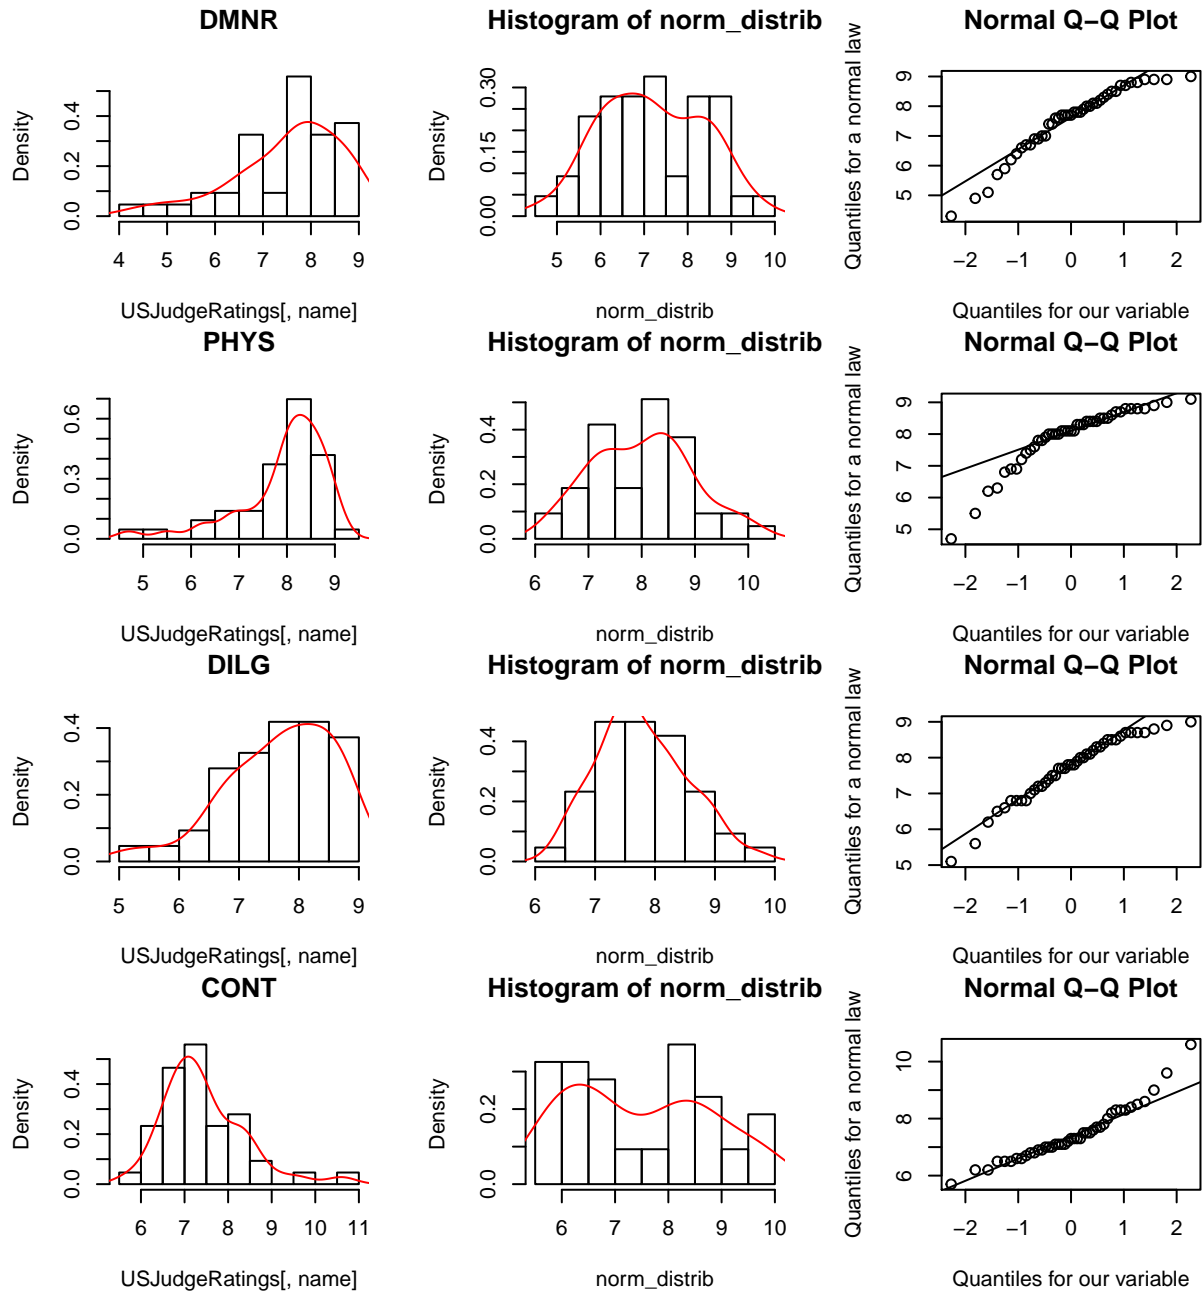 DMNR
Density
0.0 0.2 0.4
4 5 6 7 8 9
USJudgeRatings[, name]
Histogram of norm_distrib
Density
0.00 0.15 0.30
5 6 7 8 9 10
norm_distrib
Normal Q−Q Plot
Quantiles for a normal law
5 6 7 8 9
−2 −1 0 1 2
Quantiles for our variable
PHYS
Density
0.0 0.3 0.6
5 6 7 8 9
USJudgeRatings[, name]
Histogram of norm_distrib
Density
0.0 0.2 0.4
6 7 8 9 10
norm_distrib
Normal Q−Q Plot
Quantiles for a normal law
5 6 7 8 9
−2 −1 0 1 2
Quantiles for our variable
DILG
Density
0.0 0.2 0.4
5 6 7 8 9
USJudgeRatings[, name]
Histogram of norm_distrib
Density
0.0 0.2 0.4
6 7 8 9 10
norm_distrib
Normal Q−Q Plot
Quantiles for a normal law
5 6 7 8 9
−2 −1 0 1 2
Quantiles for our variable
CONT
Density
0.0 0.2 0.4
6 7 8 9 10 11
USJudgeRatings[, name]
Histogram of norm_distrib
Density
0.0 0.2
6 7 8 9 10
norm_distrib
Normal Q−Q Plot
Quantiles for a normal law
6 8 10
−2 −1 0 1 2
Quantiles for our variable